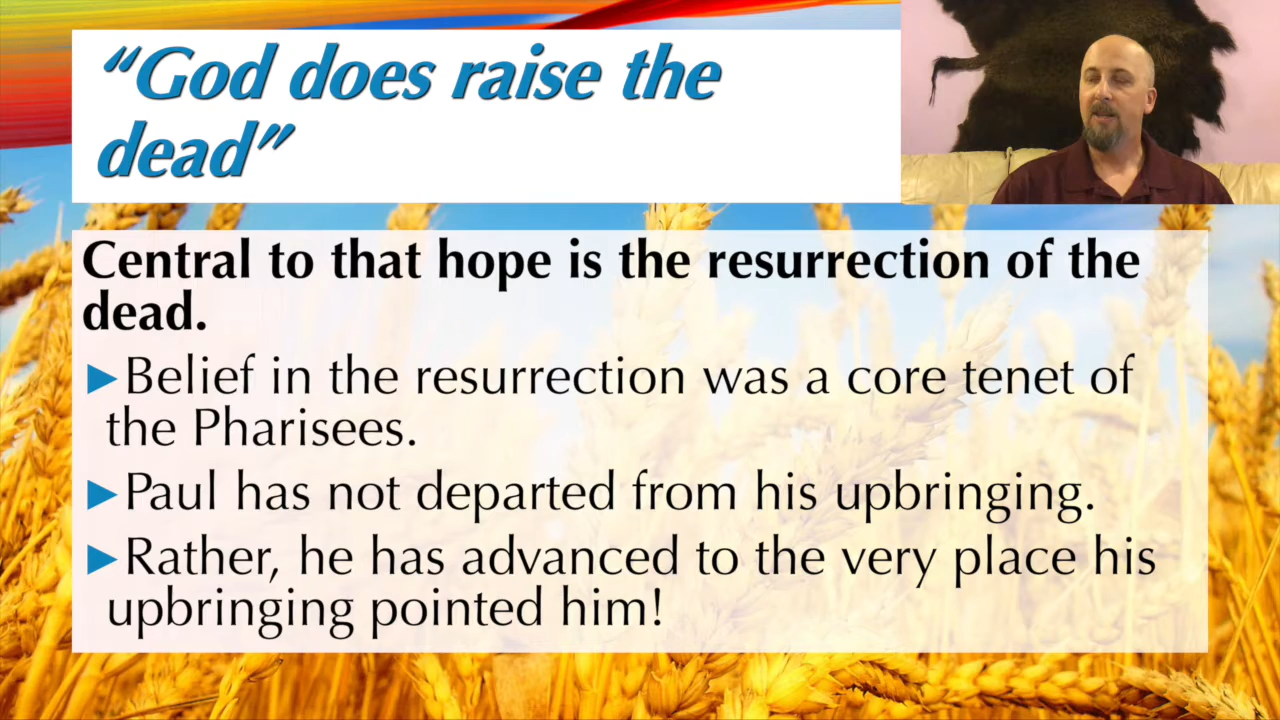 “God does raise the
dead”
Central to that hope is the resurrection of the
dead.
►Belief in the resurrection was a core tenet of
the Pharisees.
►Paul has not departed from his upbringing.
►Rather, he has advanced to the very place his
upbringing pointed him!